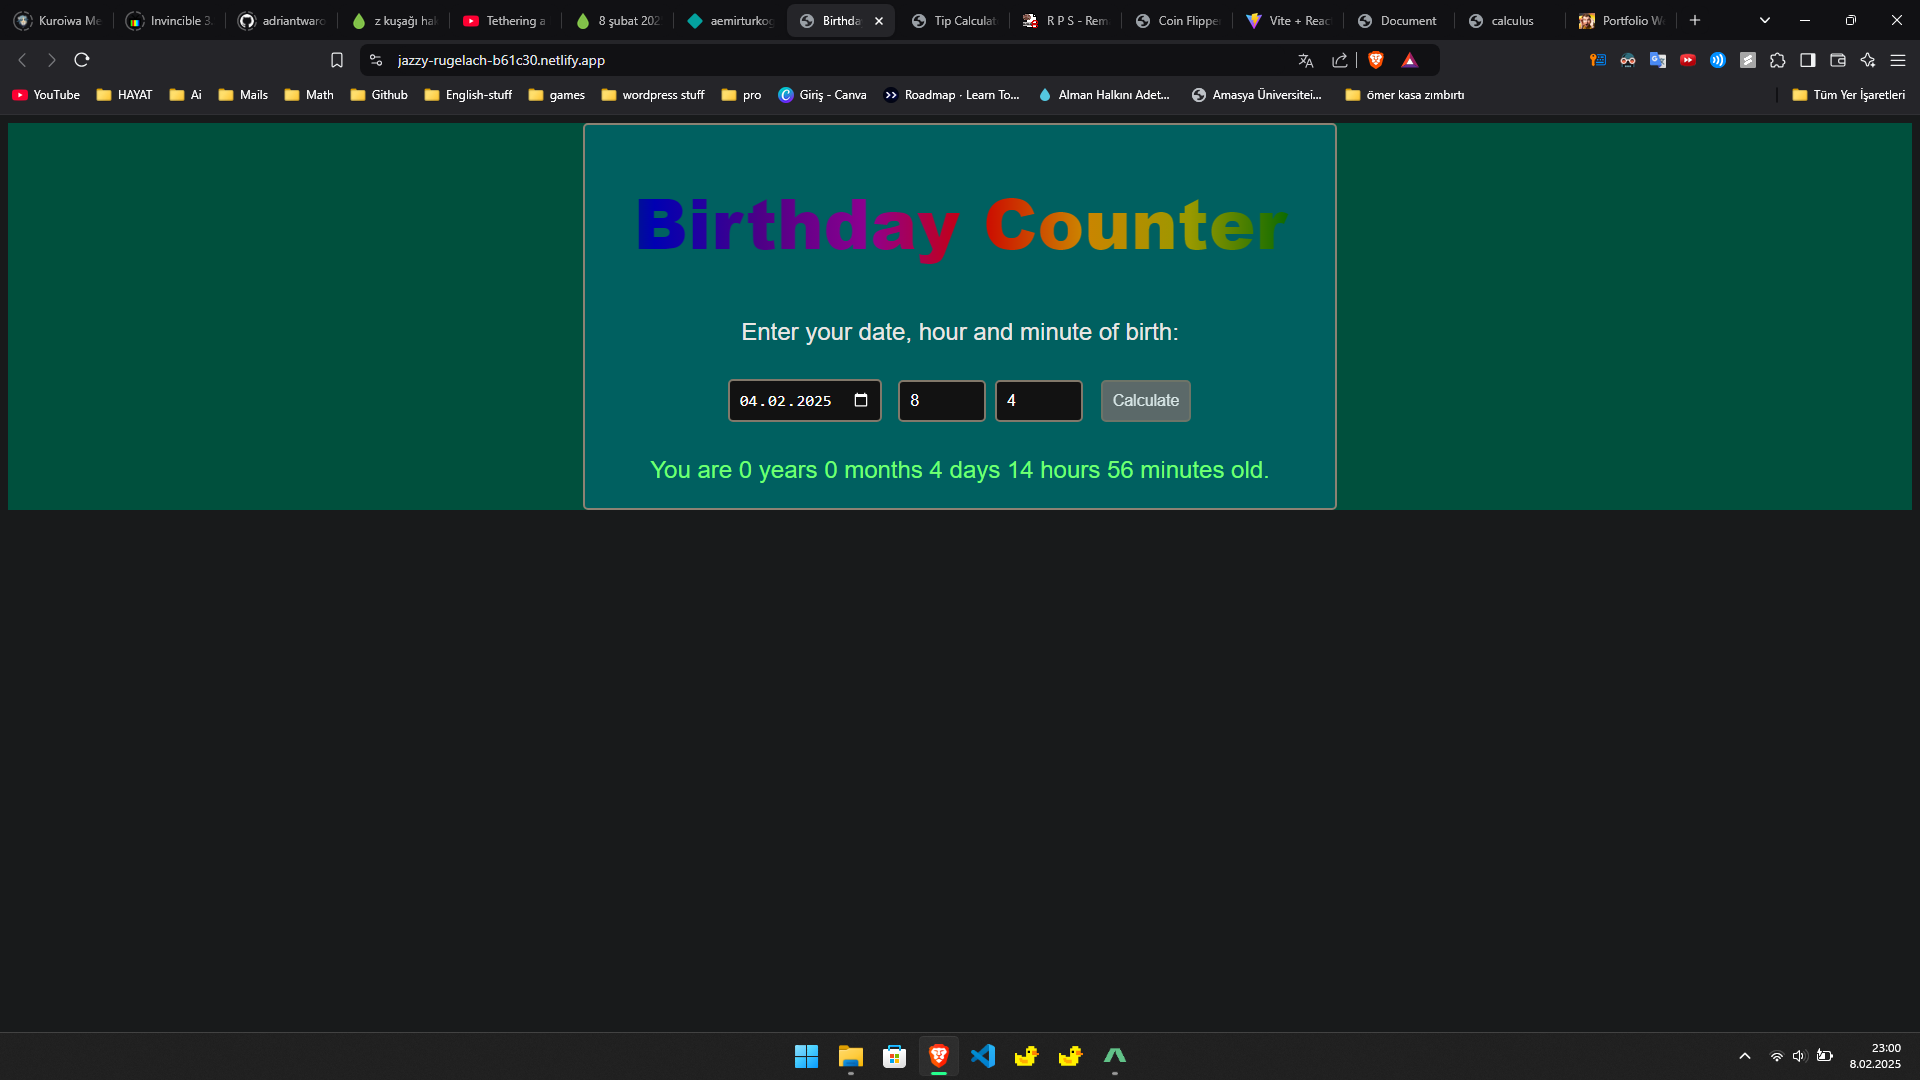 Kuroiwa Me
Invincible 3.
adriantwaro
z kuşağı hak
Tethering a
8 şubat 202
aemirturkog
Birthda
Tip Calculat
R P S - Rem
Coin Flipper
Vite + Reac
Document
calculus
Portfolio We
jazzy-rugelach-b61c30.netlify.app
YouTube
HAYAT
Ai
Mails
Math
Github
English-stuff
games
wordpress stuff
pro
Giriş - Canva
Roadmap · Learn To...
Alman Halkını Adet...
Amasya Üniversitei...
ömer kasa zımbırtı
Tüm Yer İşaretleri
Birthday Counter
Enter your date, hour and minute of birth:
04.02.2025
8
4
Calculate
You are 0 years 0 months 4 days 14 hours 56 minutes old.
23:00
8.02.2025